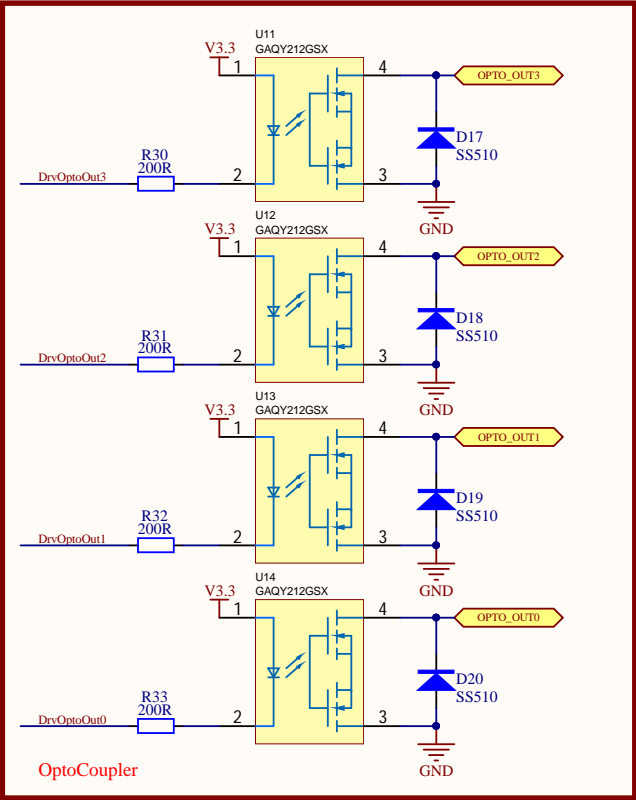 U11
GAQY212GSX
V3.3
1
4
OPTO_OUT3
D17
SS510
R30
200R
DrvOptoOut3
2
3
GND
U12
GAQY212GSX
V3.3
1
4
OPTO_OUT2
D18
SS510
R31
200R
DrvOptoOut2
2
3
GND
U13
GAQY212GSX
V3.3
1
4
OPTO_OUT1
D19
SS510
R32
200R
DrvOptoOut1
2
3
GND
U14
GAQY212GSX
V3.3
1
4
OPTO_OUT0
D20
SS510
R33
200R
DrvOptoOut0
2
3
GND
OptoCoupler